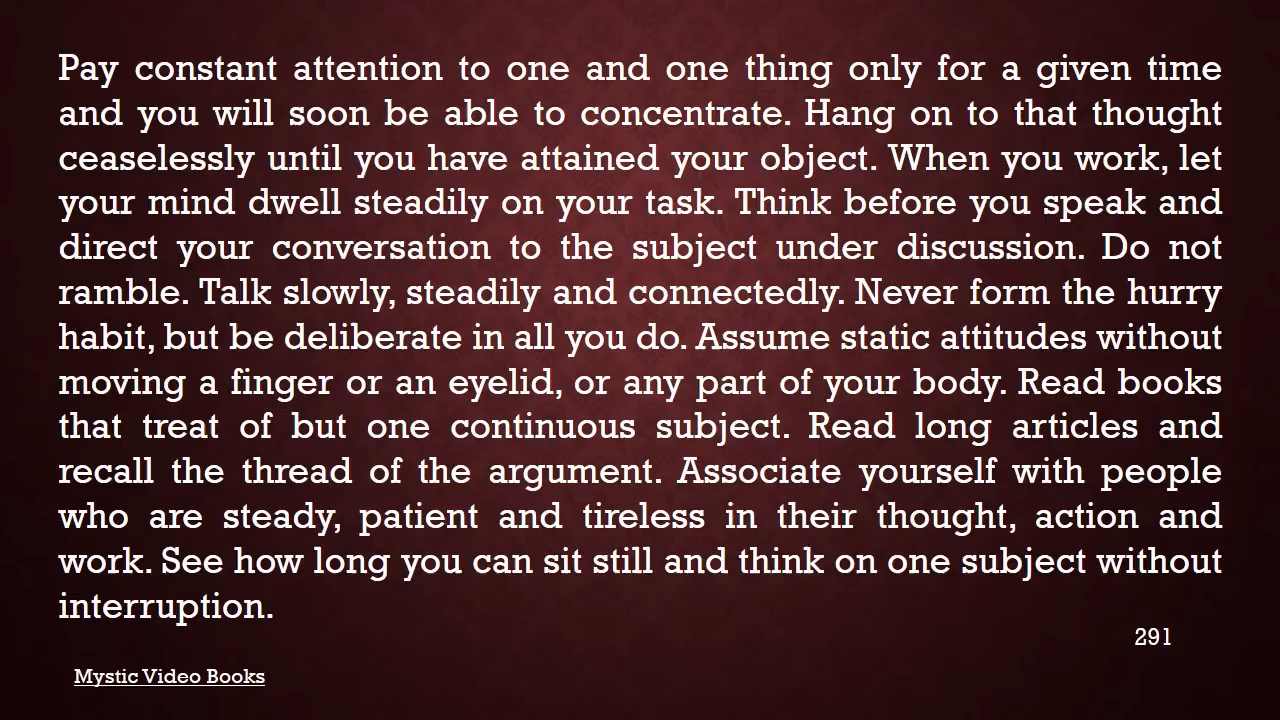 Pay constant attention to one and one thing only for a given time
and you will soon be able to concentrate. Hang on to that thought
ceaselessly until you have attained your object. When you work, let
your mind dwell steadily on your task. Think before you speak and
direct your conversation to the subject under discussion. Do not
ramble. Talk slowly, steadily and connectedly. Never form the hurry
habit, but be deliberate in all you do. Assume static attitudes without
moving a finger or an eyelid, or any part of your body. Read books
that treat of but one continuous subject. Read long articles and
recall the thread of the argument. Associate yourself with people
who are steady, patient and tireless in their thought, action and
work. See how long you can sit still and think on one subject without
interruption.
291
Mystic Video Books